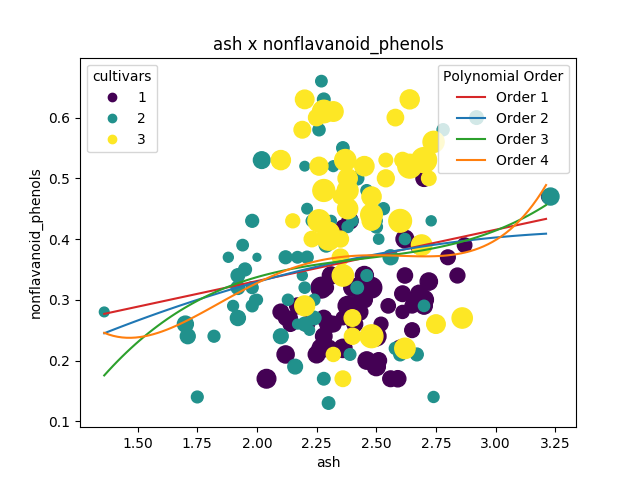 ash x nonflavanoid_phenols
cultivars
1
2
3
Polynomial Order
Order 1
Order 2
Order 3
Order 4
nonflavanoid_phenols
0.6
0.5
0.4
0.3
0.2
0.1
1.50
1.75
2.00
2.25
2.50
2.75
3.00
3.25
ash